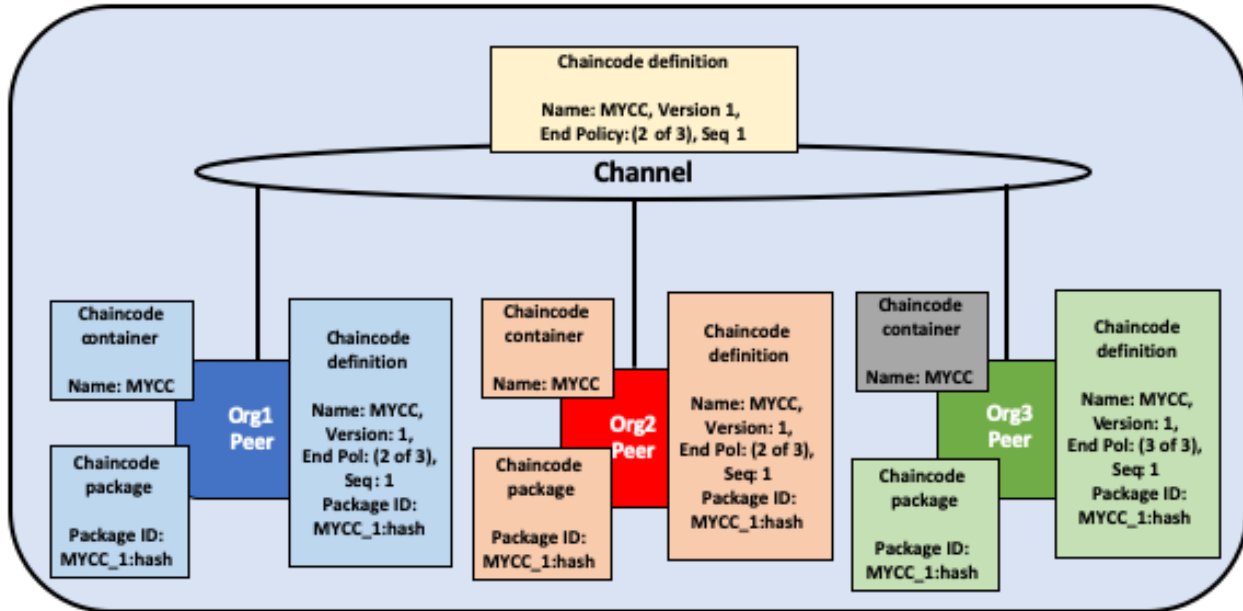 Chaincode definition
Name: MYCC, Version 1,
End Policy: (2 of 3), Seq 1
Channel
Chaincode
container
Name: MYCC
Org1
Peer
Chaincode
package
Package ID:
MYCC_1:hash
Chaincode
definition
Name: MYCC,
Version: 1,
End Pol: (2 of 3),
Seq : 1
Package ID:
MYCC_1:hash
Chaincode
container
Name: MYCC
Org2
Peer
Chaincode
package
Package ID:
MYCC_1:hash
Chaincode
definition
Name: MYCC,
Version: 1,
End Pol: (2 of 3),
Seq: 1
Package ID:
MYCC_1:hash
Chaincode
container
Name: MYCC
Org3
Peer
Chaincode
package
Package ID:
MYCC_1:hash
Chaincode
definition
Name: MYCC,
Version: 1,
End Pol: (3 of 3),
Seq: 1
Package ID:
MYCC_1:hash